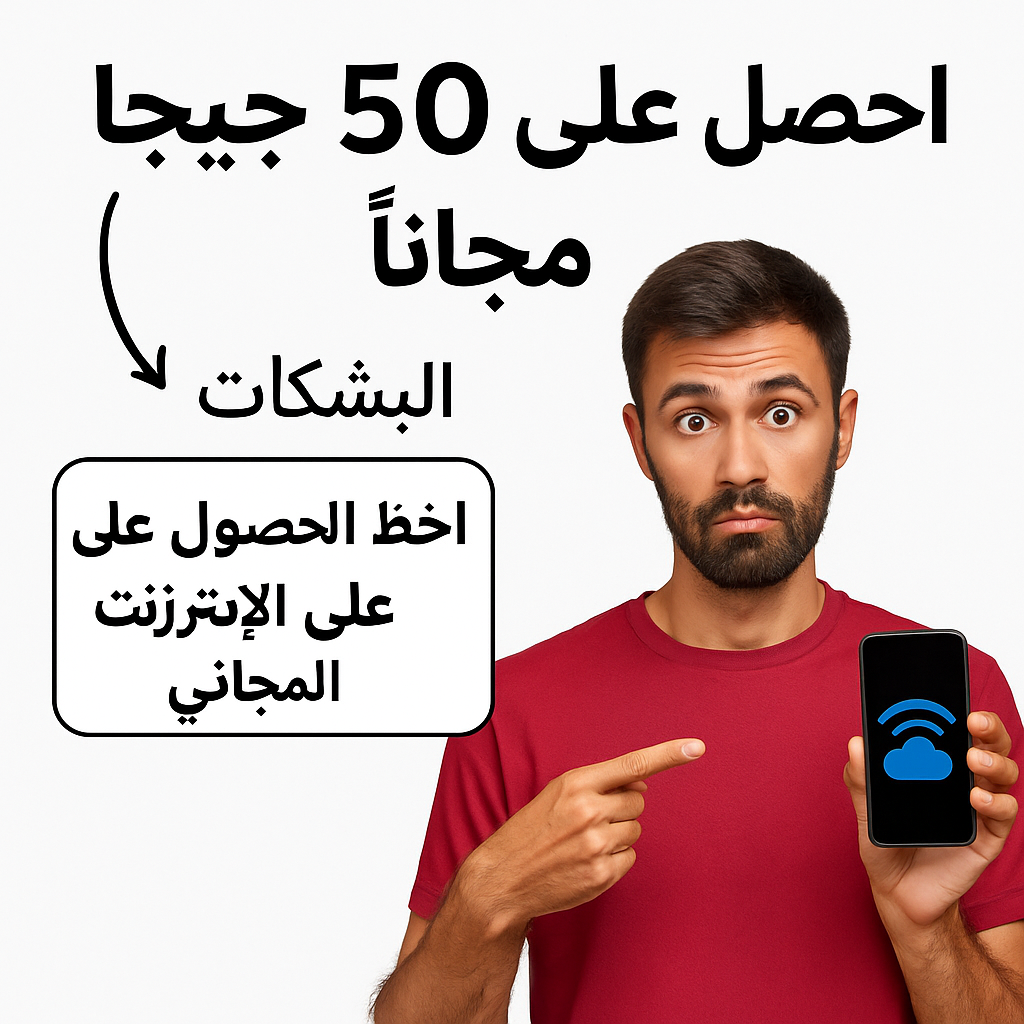 احصل على 50 جيجا
مجاناً
البشكات
اخظ الحصول على
على الإنترزنت
المجاني